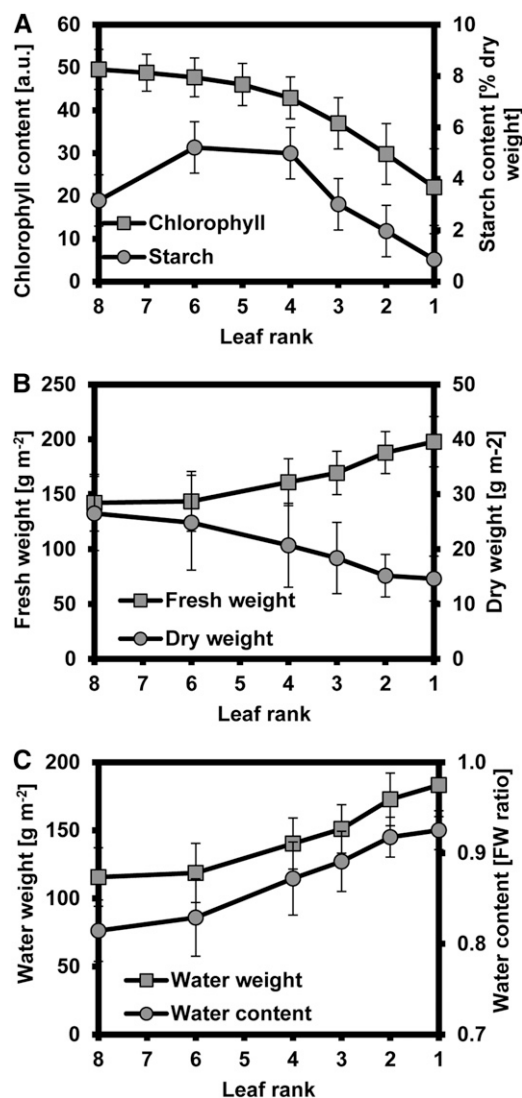 A
Chlorophyll content [a.u.]
60
50
40
30
20
10
0
Chlorophyll
Starch
10
8
6
4
2
0
Starch content [% dry
weight]
8 7 6 5 4 3 2 1
Leaf rank
B
Fresh weight [g m-2]
250
200
150
100
50
0
Fresh weight
Dry weight
50
40
30
20
10
0
Dry weight [g m-2]
8 7 6 5 4 3 2 1
Leaf rank
C
Water weight [g m-2]
200
150
100
50
0
Water weight
Water content
1.0
0.9
0.8
0.7
Water content [FW ratio]
8 7 6 5 4 3 2 1
Leaf rank